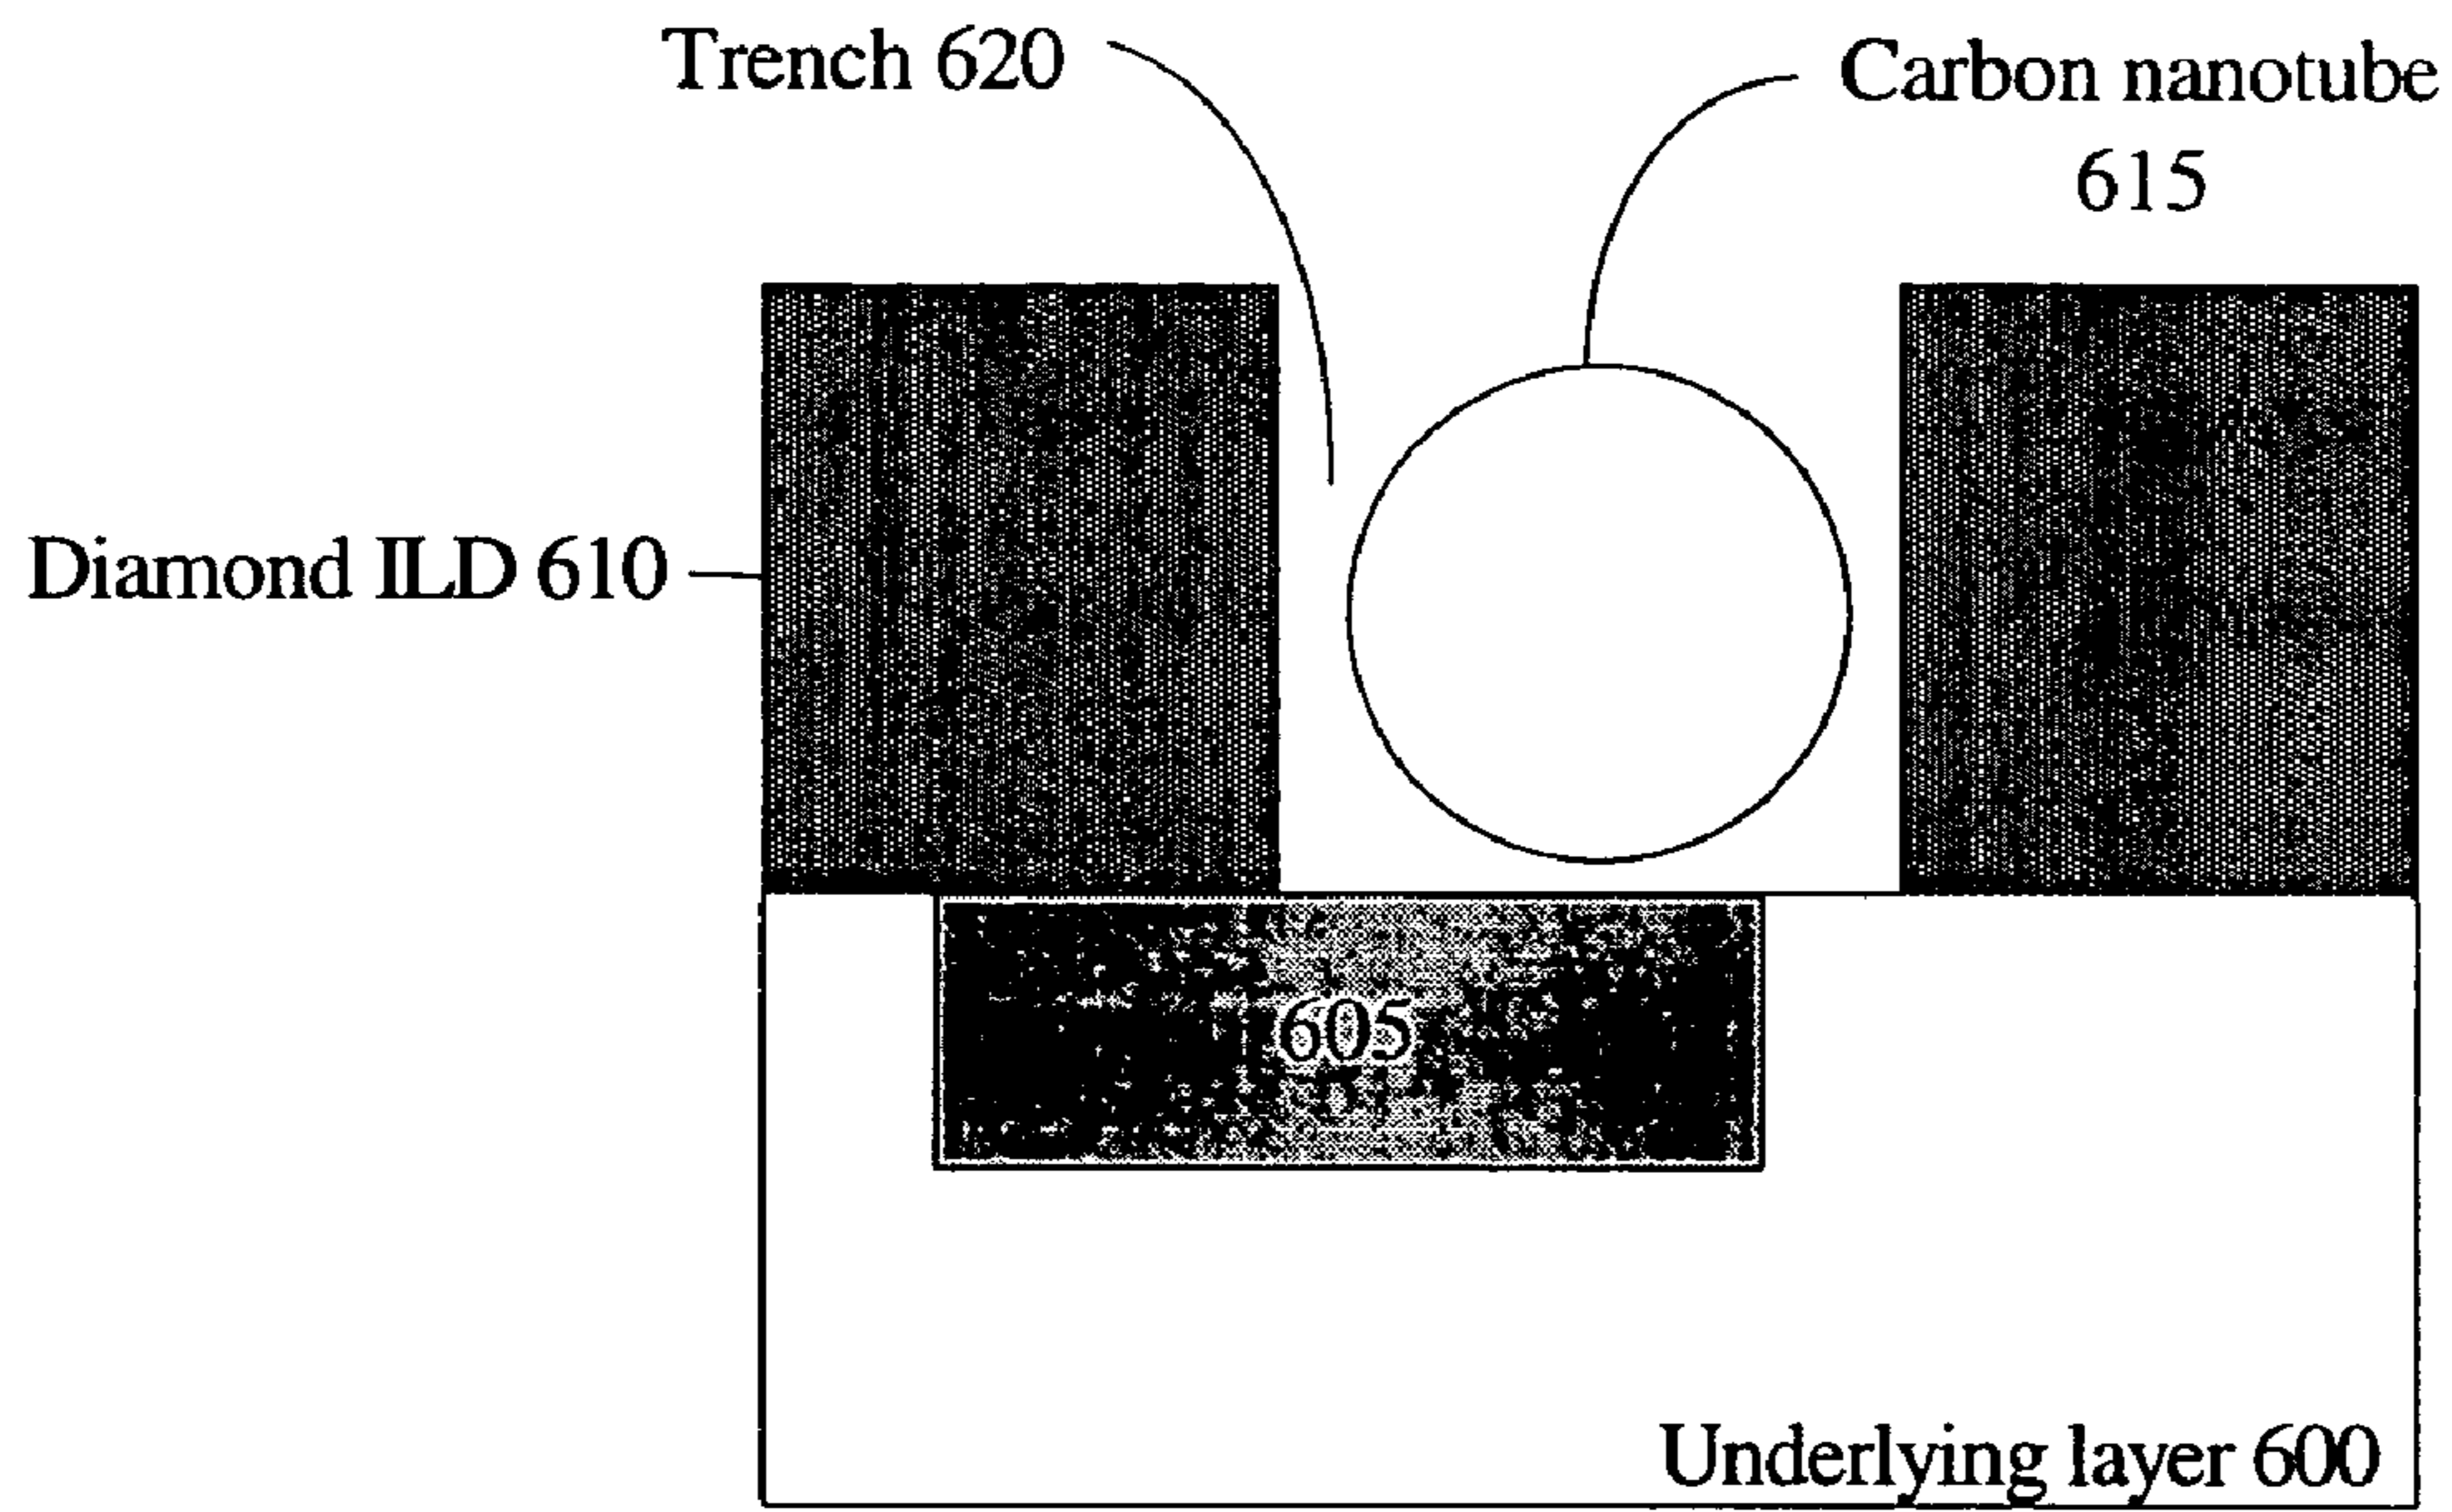 Trench 620
Carbon nanotube
615
Diamond ILD 610
605
Underlying layer 600